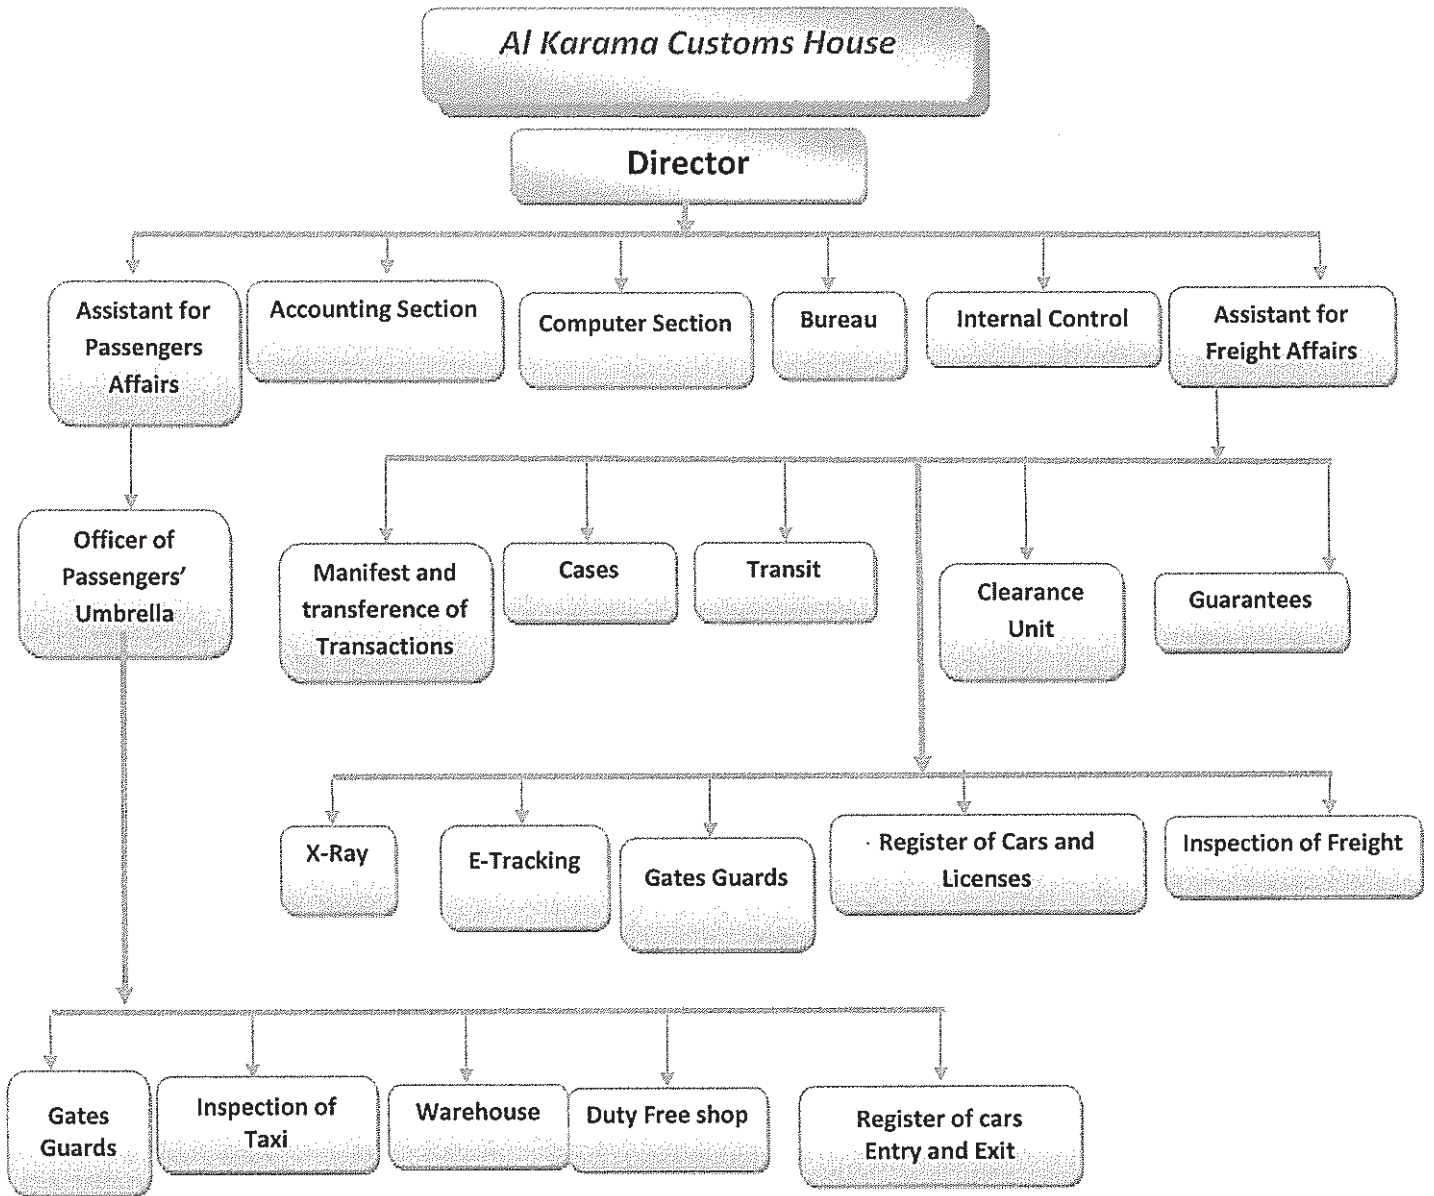 Al Karama Customs House
Director
Assistant for
Passengers
Affairs
Accounting Section
Computer Section
Bureau
Internal Control
Assistant for
Freight Affairs
Officer of
Passengers’
Umbrella
Manifest and
transference of
Transactions
Cases
Transit
Clearance
Unit
Guarantees
X-Ray
E-Tracking
Gates Guards
Register of Cars and
Licenses
Inspection of Freight
Gates
Guards
Inspection of
Taxi
Warehouse
Duty Free shop
Register of cars
Entry and Exit